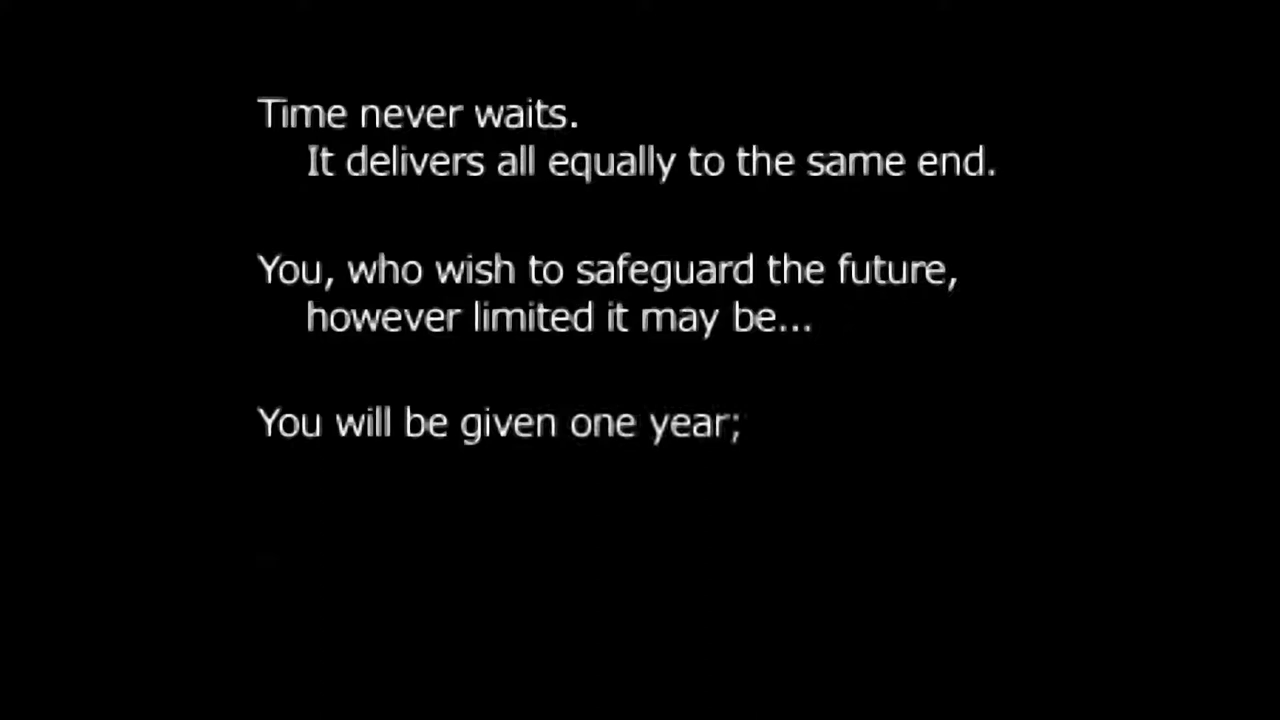 Time never waits.
It delivers all equally to the same end.
You, who wish to safeguard the future,
however limited it may be...
You will be given one year;